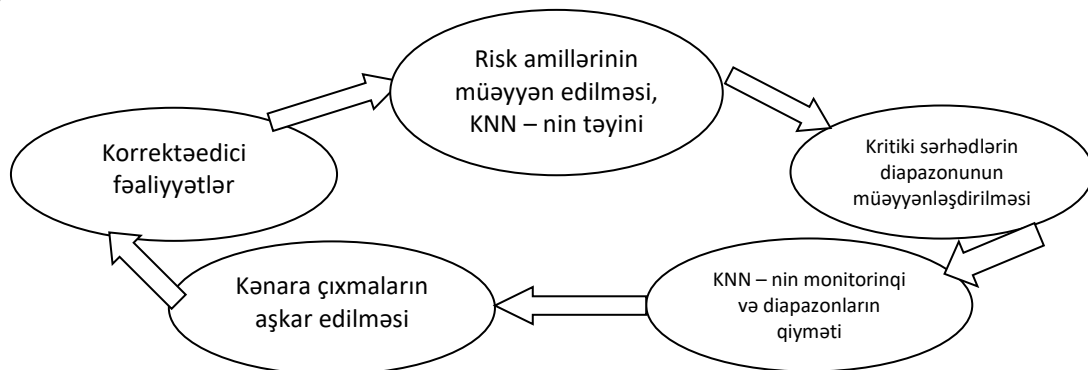 Risk amillərinin
müəyyən edilməsi,
KNN – nin təyini
Kritiki sərhədlərin
diapazonunun
müəyyənləşdirilməsi
KNN – nin monitorinqi
və diapazonların
qiyməti
Kənara çıxmaların
aşkar edilməsi
Korrektəedici
fəaliyyətlər